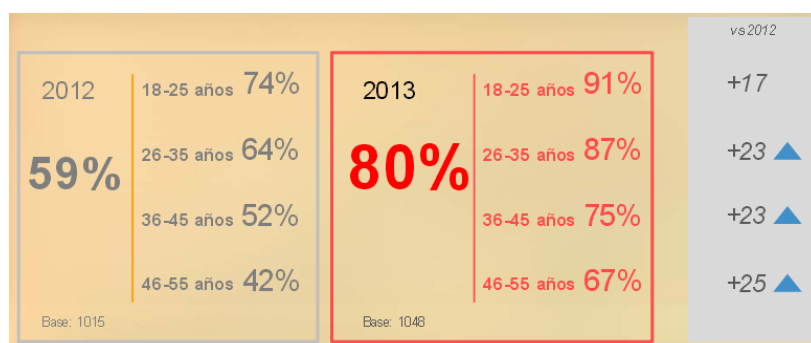 vs2012
2012
59%
18-25 años 74%
26-35 años 64%
36-45 años 52%
46-55 años 42%
Base: 1015
2013
80%
18-25 años 91%
26-35 años 87%
36-45 años 75%
46-55 años 67%
Base: 1048
+17
+23
+23
+25